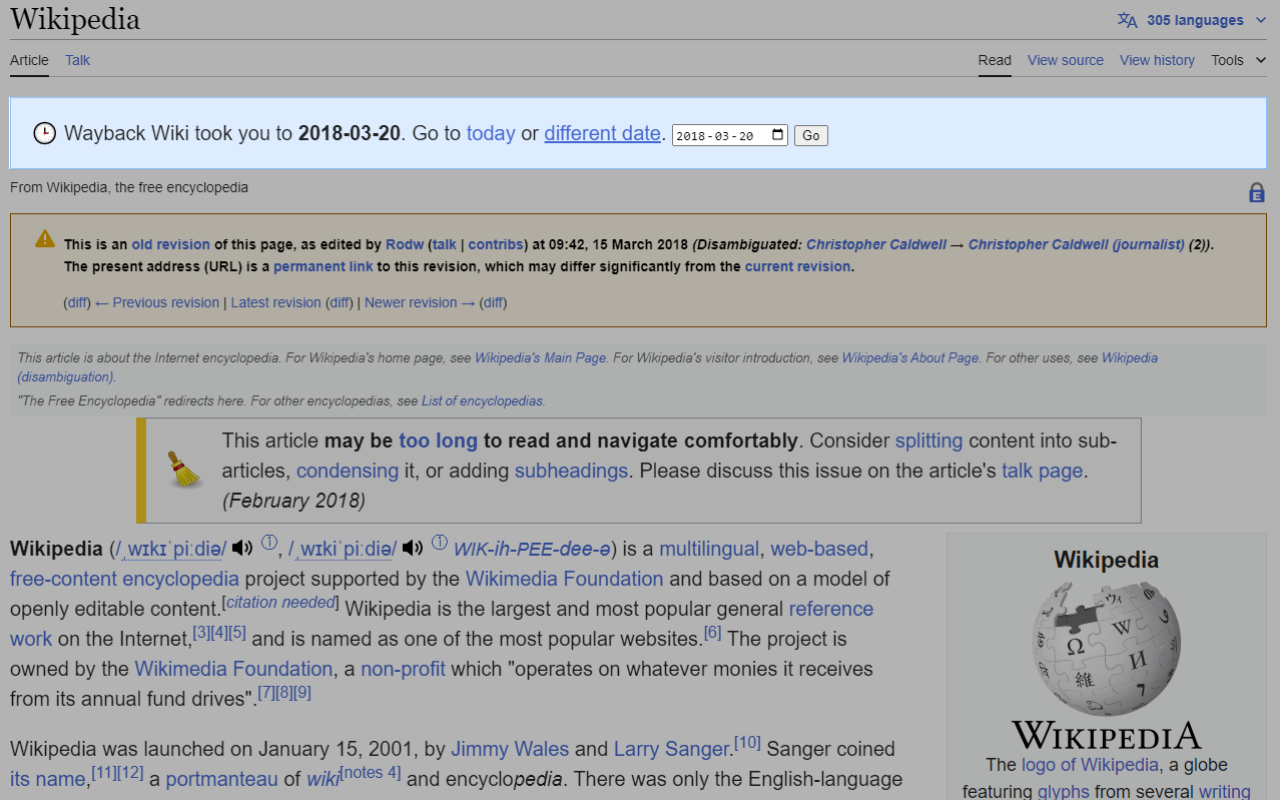 Wikipedia
305 languages
Article Talk Read View source View history Tools
Wayback Wiki took you to 2018-03-20. Go to today or different date. 2018-03-20 Go
From Wikipedia, the free encyclopedia
This is an old revision of this page, as edited by Rodw (talk | contribs) at 09:42, 15 March 2018 (Disambiguated: Christopher Caldwell → Christopher Caldwell (journalist) (2)).
The present address (URL) is a permanent link to this revision, which may differ significantly from the current revision.
(diff) ← Previous revision | Latest revision (diff) | Newer revision → (diff)
This article is about the Internet encyclopedia. For Wikipedia's home page, see Wikipedia's Main Page. For Wikipedia's visitor introduction, see Wikipedia's About Page. For other uses, see Wikipedia
(disambiguation).
"The Free Encyclopedia" redirects here. For other encyclopedias, see List of encyclopedias.
This article may be too long to read and navigate comfortably. Consider splitting content into sub-
articles, condensing it, or adding subheadings. Please discuss this issue on the article's talk page.
(February 2018)
Wikipedia (/ˌwɪkɪˈpiːdiə/ ⓘ, /ˌwɪkiˈpiːdiə/ ⓘ WIK-ih-PEE-dee-ə) is a multilingual, web-based,
free-content encyclopedia project supported by the Wikimedia Foundation and based on a model of
openly editable content.[citation needed] Wikipedia is the largest and most popular general reference
work on the Internet,[3][4][5] and is named as one of the most popular websites.[6] The project is
owned by the Wikimedia Foundation, a non-profit which "operates on whatever monies it receives
from its annual fund drives".[7][8][9]
Wikipedia was launched on January 15, 2001, by Jimmy Wales and Larry Sanger.[10] Sanger coined
its name,[11][12] a portmanteau of wiki[notes 4] and encyclopedia. There was only the English-language
Wikipedia
Ω W И 維
WIKIPEDIA
The logo of Wikipedia, a globe
featuring glyphs from several writing